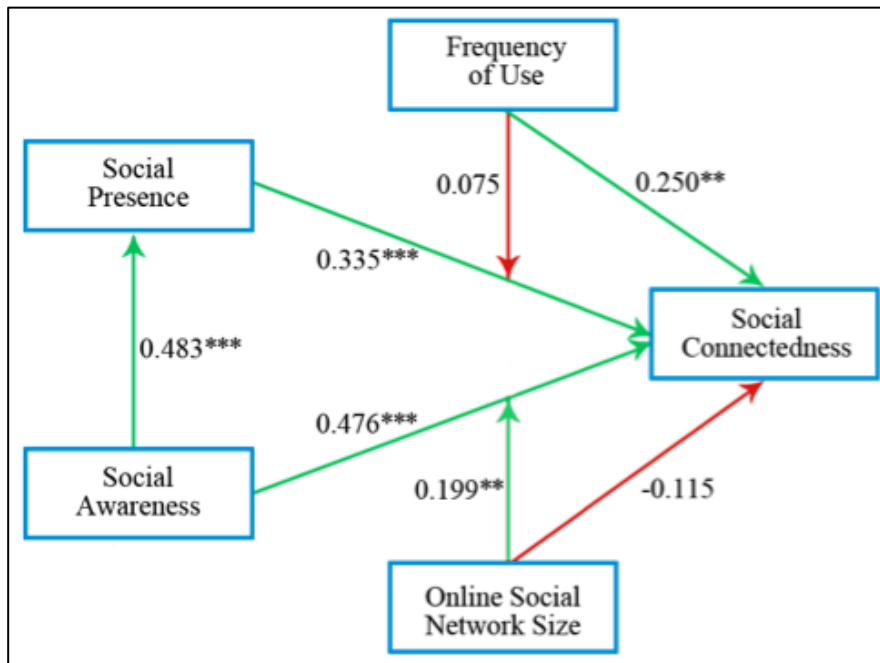 Frequency
of Use
Social
Presence
0.075
0.250**
0.335***
Social
Connectedness
0.483***
0.476***
Social
Awareness
0.199**
-0.115
Online Social
Network Size